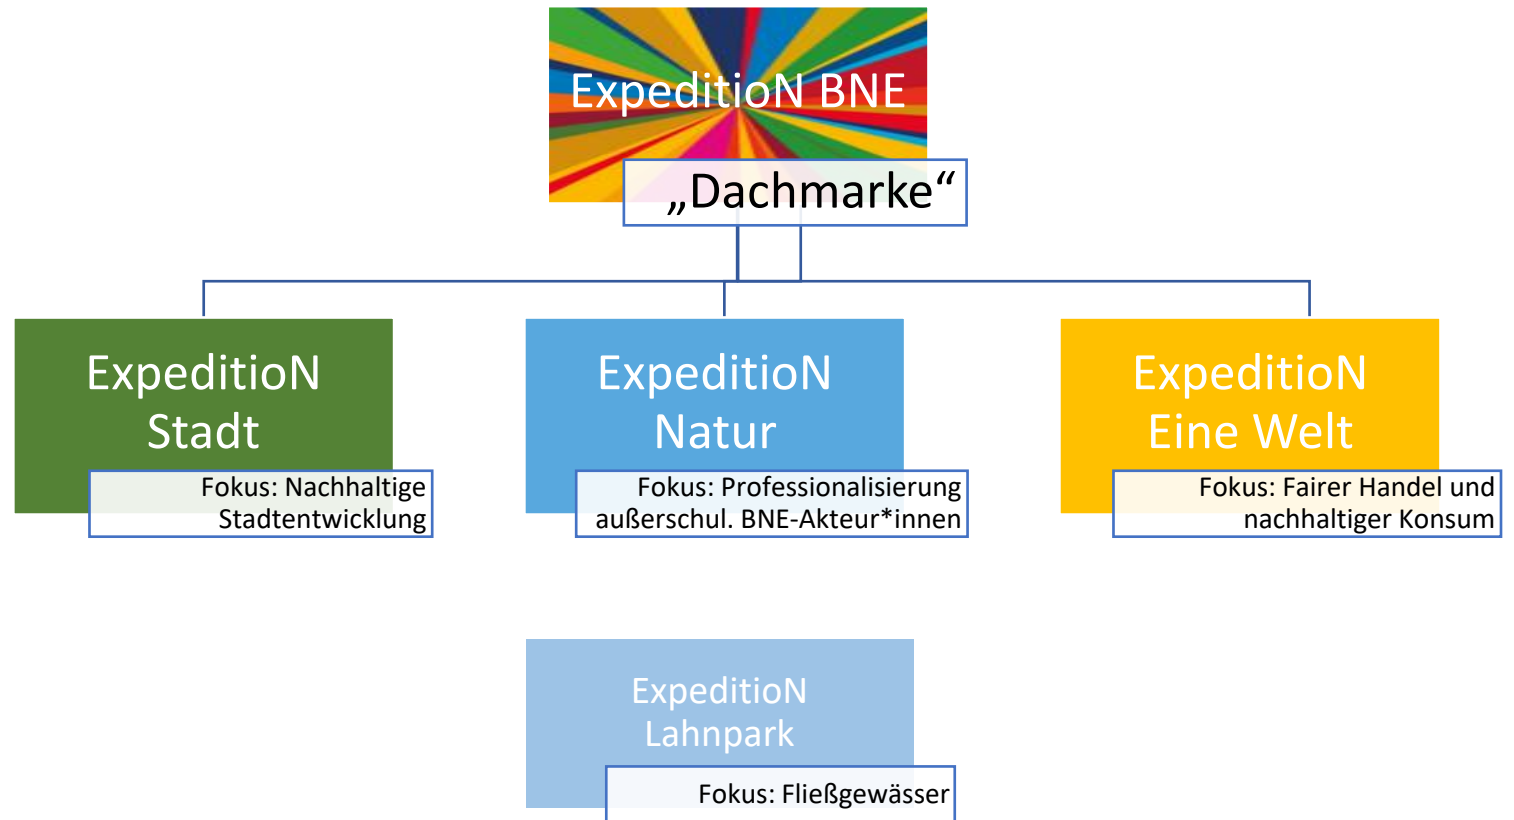 ExpeditioN BNE
„Dachmarke“
ExpeditioN
Stadt
Fokus: Nachhaltige
Stadtentwicklung
ExpeditioN
Natur
Fokus: Professionalisierung
außerschul. BNE-Akteur*innen
ExpeditioN
Eine Welt
Fokus: Fairer Handel und
nachhaltiger Konsum
ExpeditioN
Lahnpark
Fokus: Fließgewässer